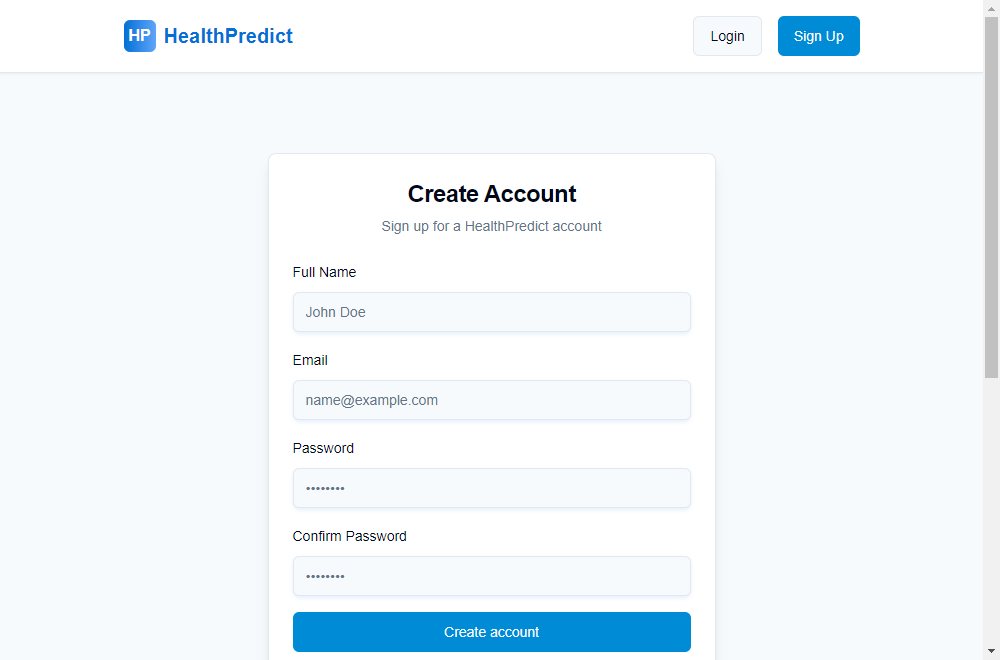 HP HealthPredict Login Sign Up
Create Account
Sign up for a HealthPredict account
Full Name
John Doe
Email
name@example.com
Password
••••••••
Confirm Password
••••••••
Create account